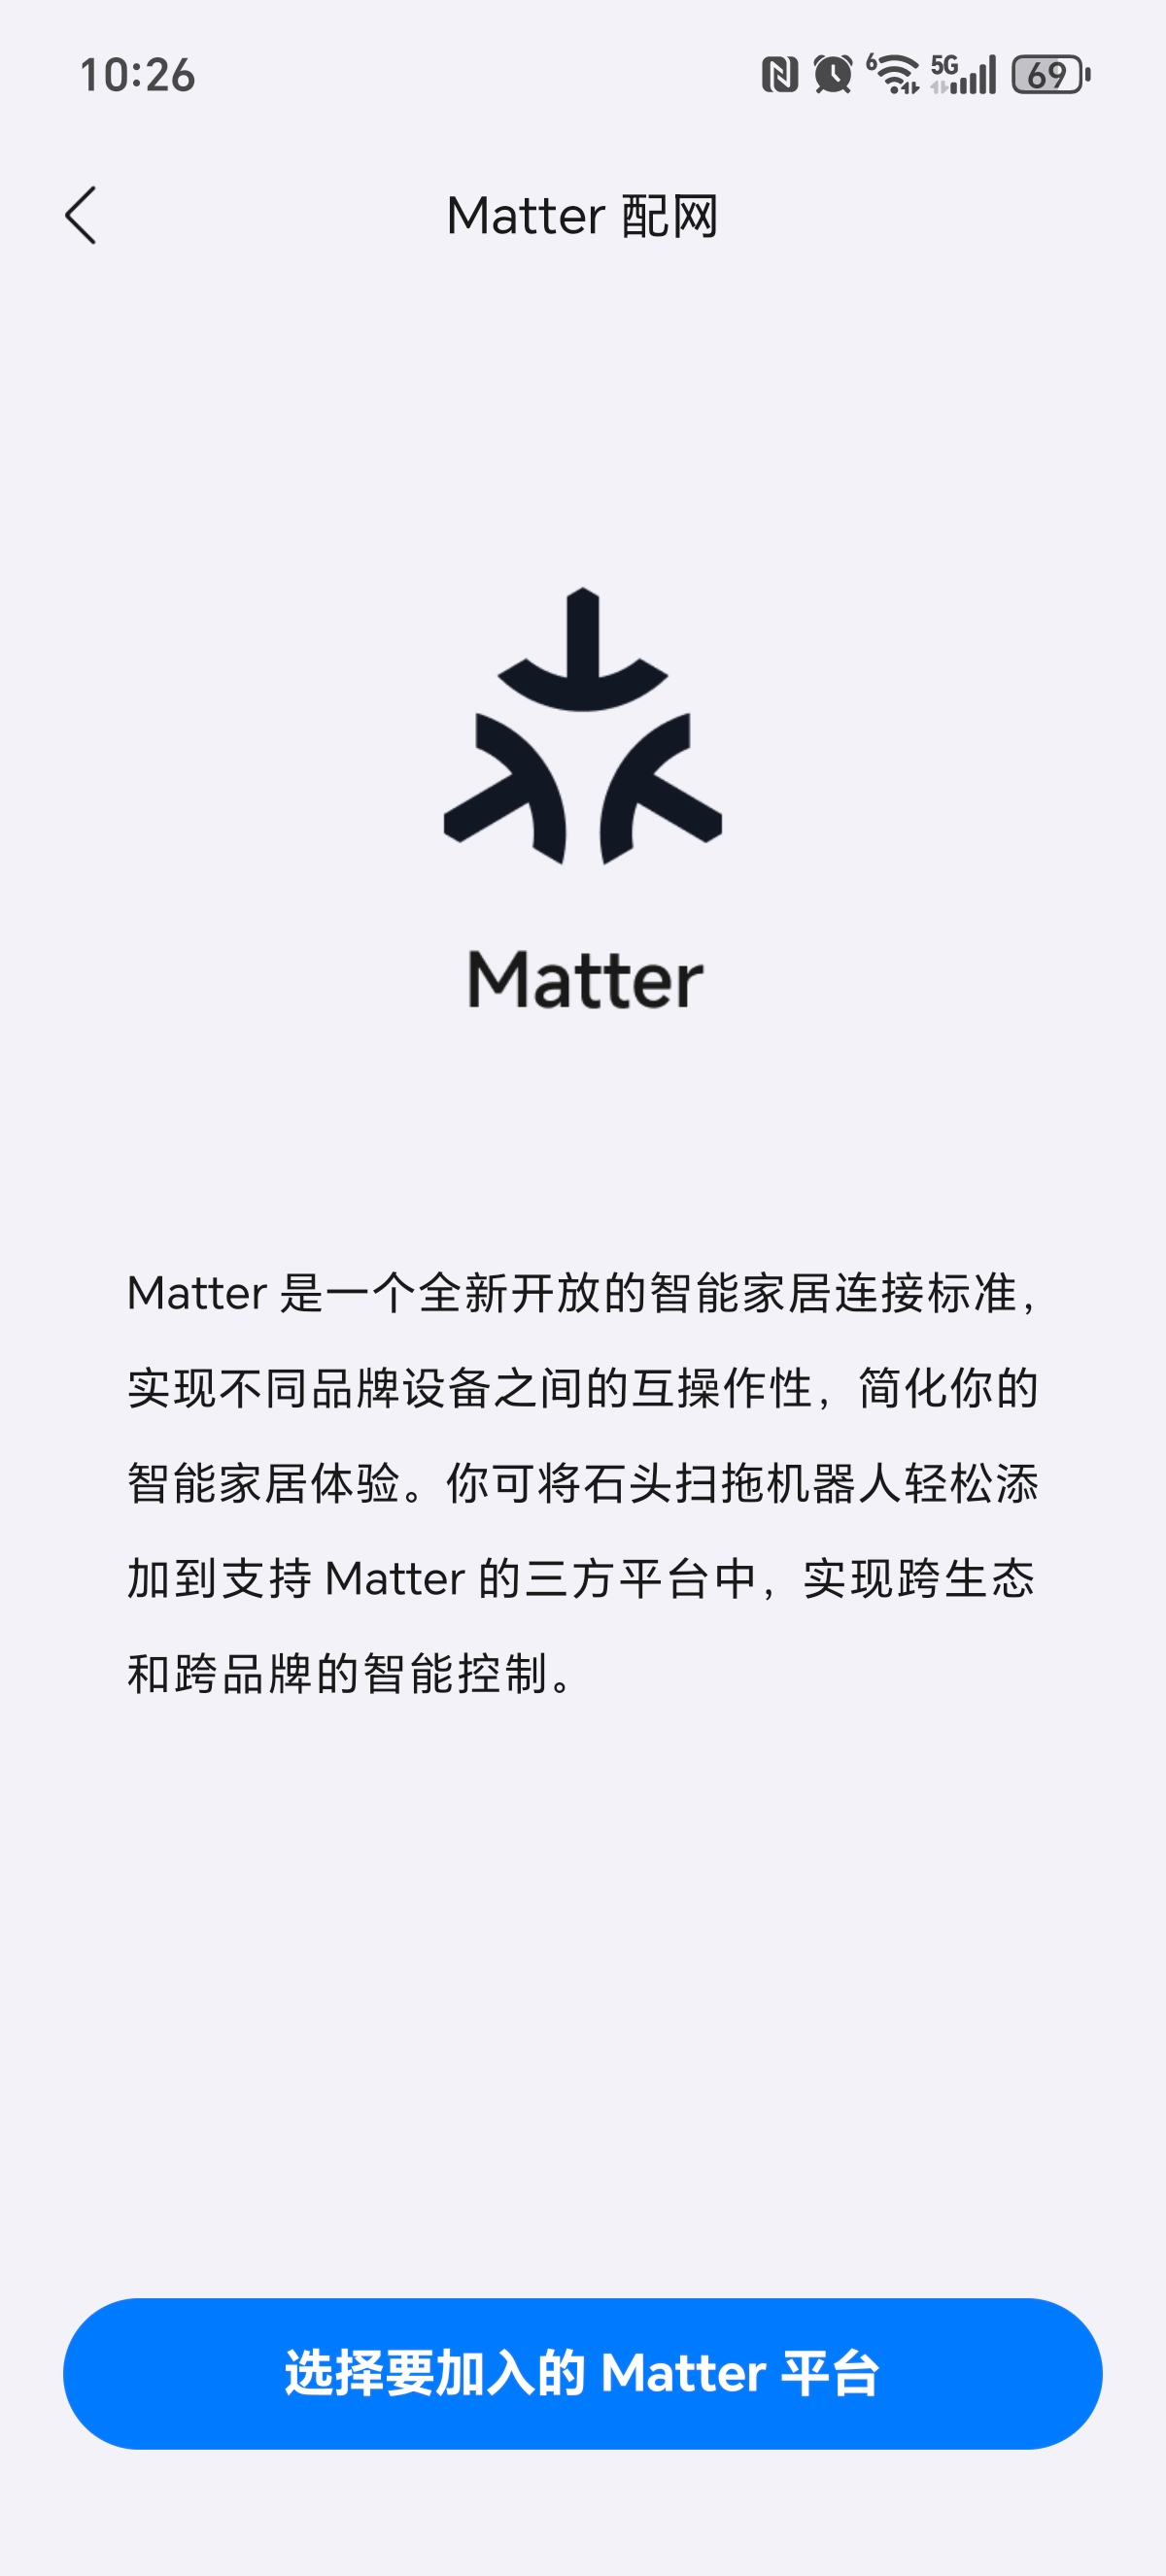 10:26
6
5G
69
Matter 配网
Matter
Matter 是一个全新开放的智能家居连接标准，
实现不同品牌设备之间的互操作性，简化你的
智能家居体验。你可将石头扫拖机器人轻松添
加到支持 Matter 的三方平台中，实现跨生态
和跨品牌的智能控制。
选择要加入的 Matter 平台